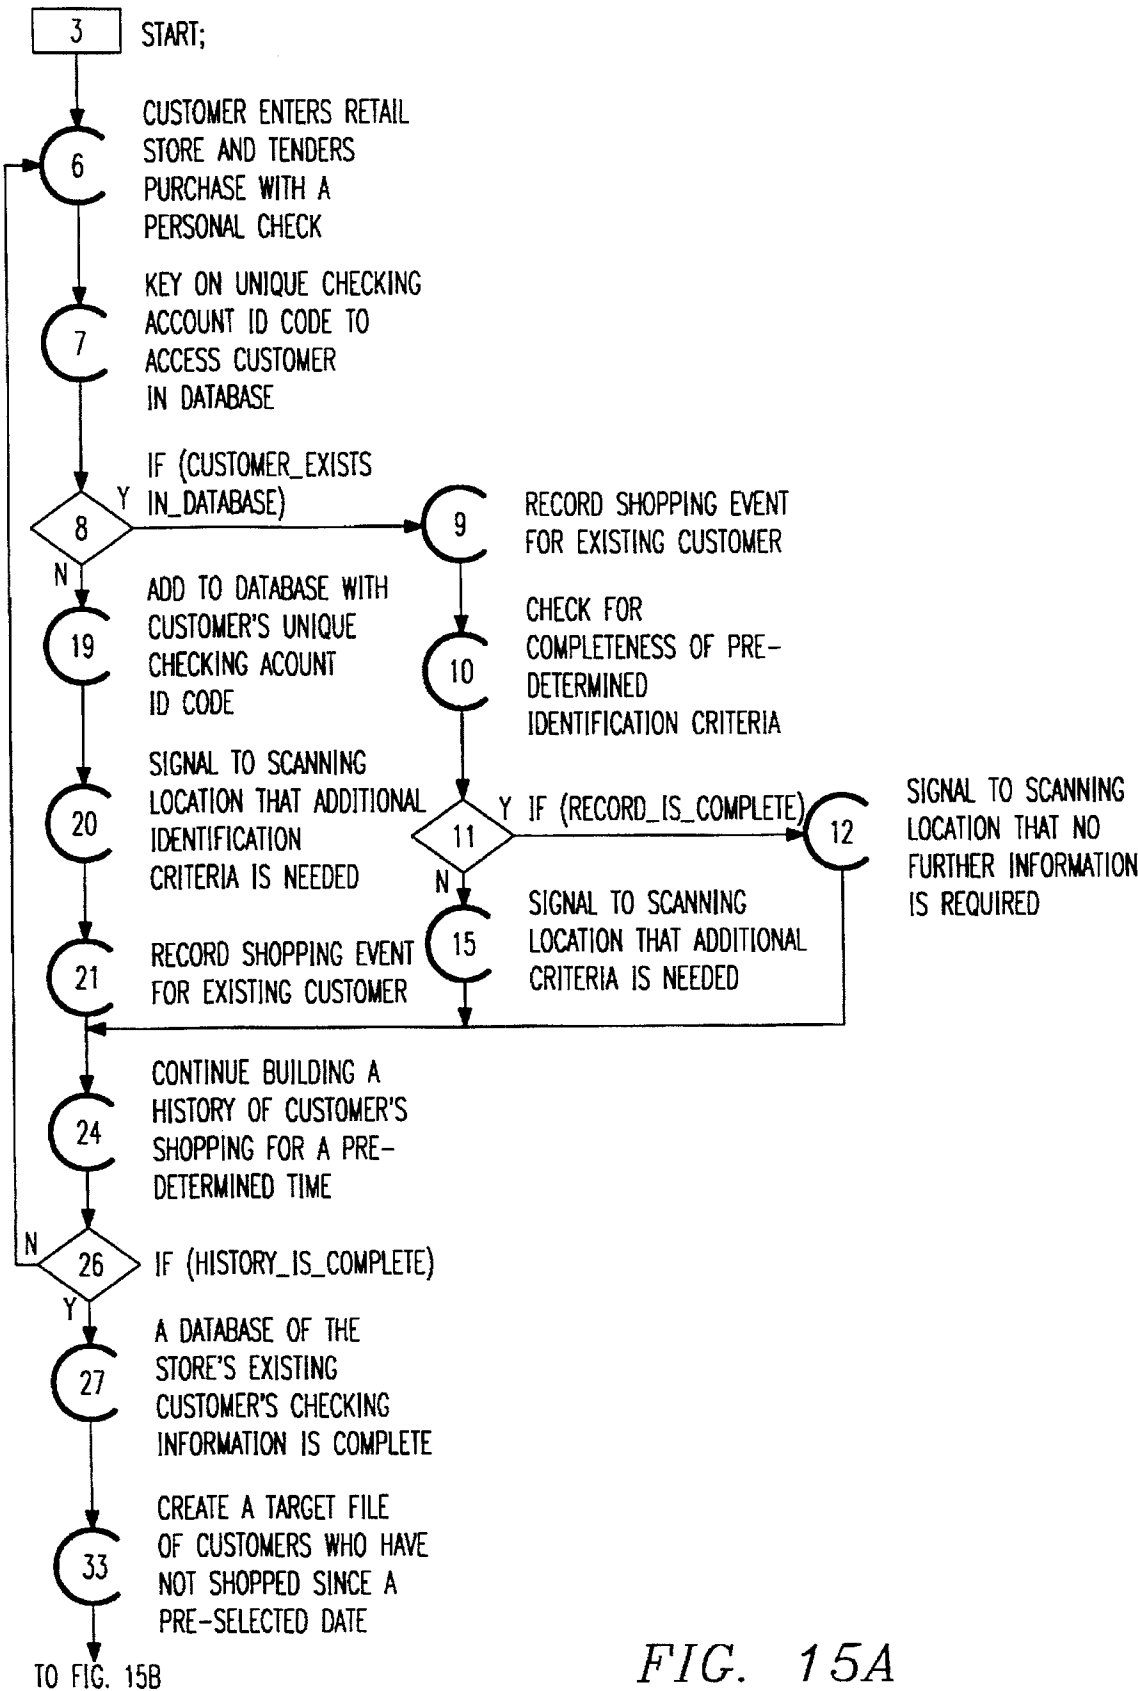 3 START;
CUSTOMER ENTERS RETAIL
STORE AND TENDERS
6
PURCHASE WITH A
PERSONAL CHECK
KEY ON UNIQUE CHECKING
ACCOUNT ID CODE TO
7
ACCESS CUSTOMER
IN DATABASE
IF (CUSTOMER_EXISTS
Y IN_DATABASE)
8
N
9
RECORD SHOPPING EVENT
FOR EXISTING CUSTOMER
ADD TO DATABASE WITH
CUSTOMER'S UNIQUE
19
CHECKING ACOUNT
ID CODE
CHECK FOR
COMPLETENESS OF PRE-
10
DETERMINED
IDENTIFICATION CRITERIA
SIGNAL TO SCANNING
LOCATION THAT ADDITIONAL
20
IDENTIFICATION
CRITERIA IS NEEDED
Y IF (RECORD_IS_COMPLETE)
11
N
12
SIGNAL TO SCANNING
LOCATION THAT NO
FURTHER INFORMATION
IS REQUIRED
SIGNAL TO SCANNING
15
LOCATION THAT ADDITIONAL
CRITERIA IS NEEDED
21
RECORD SHOPPING EVENT
FOR EXISTING CUSTOMER
CONTINUE BUILDING A
HISTORY OF CUSTOMER'S
24
SHOPPING FOR A PRE-
DETERMINED TIME
N
26 IF (HISTORY_IS_COMPLETE)
Y
A DATABASE OF THE
STORE'S EXISTING
27
CUSTOMER'S CHECKING
INFORMATION IS COMPLETE
CREATE A TARGET FILE
OF CUSTOMERS WHO HAVE
33
NOT SHOPPED SINCE A
PRE-SELECTED DATE
TO FIG. 15B
FIG. 15A